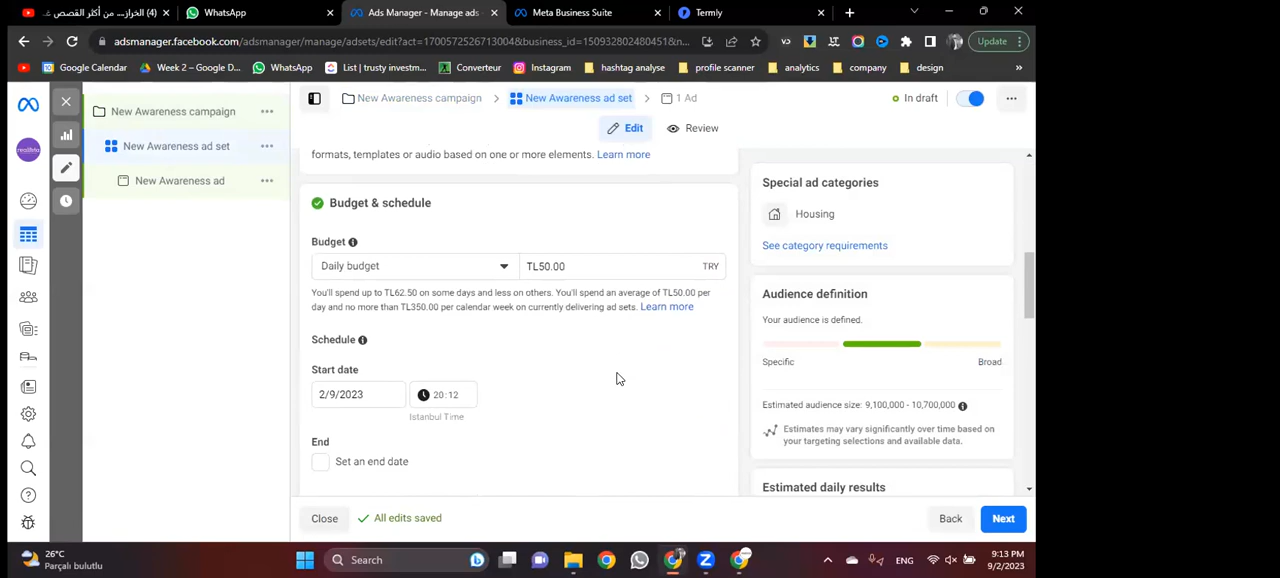 (4) الخراز... من أكثر القصص غ
WhatsApp
Ads Manager - Manage ads
Meta Business Suite
Termly
adsmanager.facebook.com/adsmanager/manage/adsets/edit?act=1700572526713004&business_id=150932802480451&n...
Update
Google Calendar
Week 2 – Google D...
WhatsApp
List | trusty investm...
Converteur
Instagram
hashtag analyse
profile scanner
analytics
company
design
New Awareness campaign
New Awareness ad set
1 Ad
In draft
Edit
Review
New Awareness campaign
New Awareness ad set
New Awareness ad
formats, templates or audio based on one or more elements. Learn more
Budget & schedule
Budget
Daily budget
TL50.00
TRY
You'll spend up to TL62.50 on some days and less on others. You'll spend an average of TL50.00 per
day and no more than TL350.00 per calendar week on currently delivering ad sets. Learn more
Schedule
Start date
2/9/2023
20:12
Istanbul Time
End
Set an end date
Special ad categories
Housing
See category requirements
Audience definition
Your audience is defined.
Specific
Broad
Estimated audience size: 9,100,000 - 10,700,000
Estimates may vary significantly over time based on
your targeting selections and available data.
Estimated daily results
Close
All edits saved
Back
Next
26°C
Parçalı bulutlu
Search
ENG
9:13 PM
9/2/2023